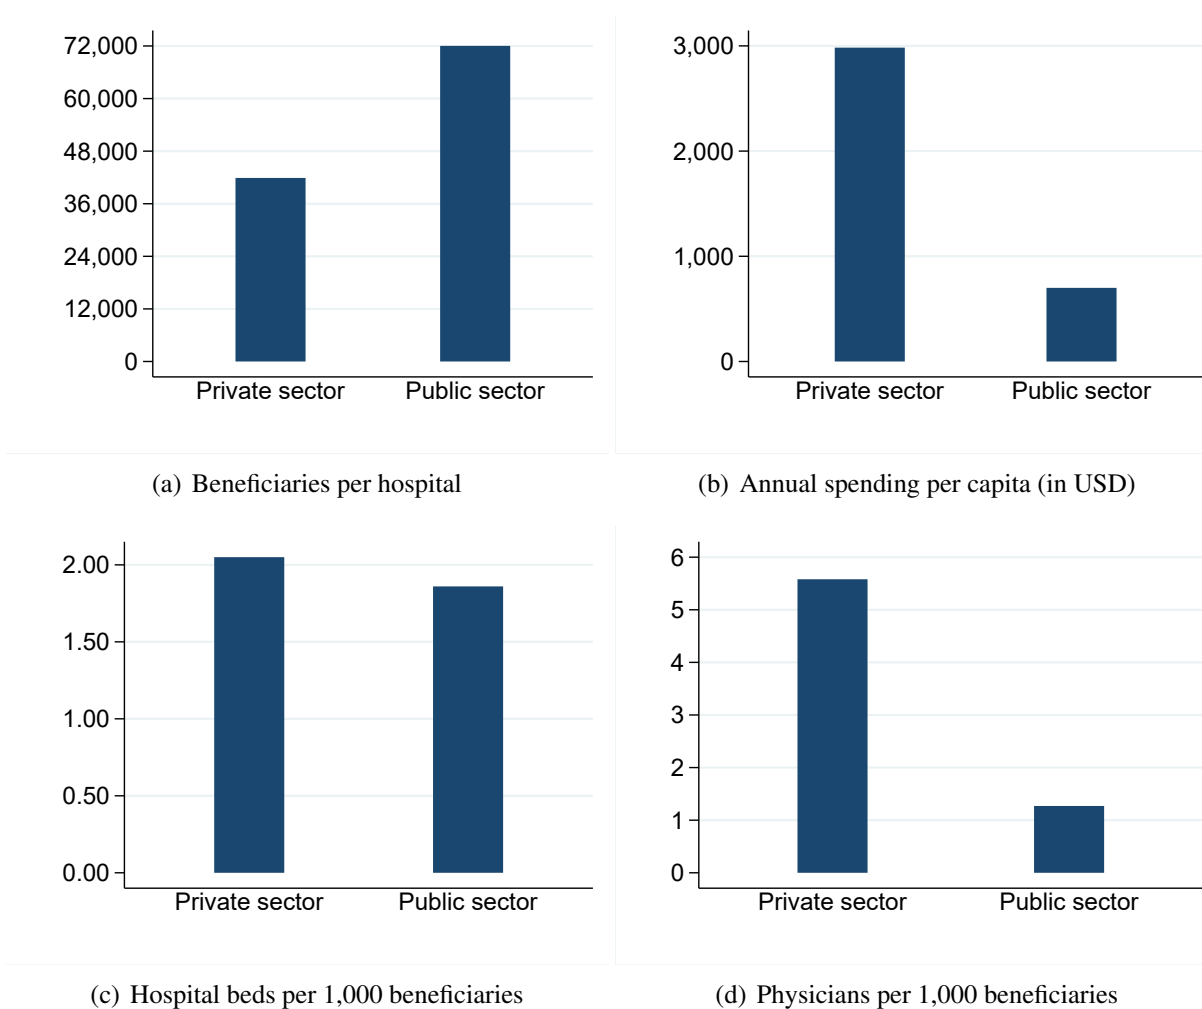 72,000
60,000
48,000
36,000
24,000
12,000
0
Private sector Public sector
(a) Beneficiaries per hospital
3,000
2,000
1,000
0
Private sector Public sector
(b) Annual spending per capita (in USD)
2.00
1.50
1.00
0.50
0.00
Private sector Public sector
(c) Hospital beds per 1,000 beneficiaries
6
5
4
3
2
1
0
Private sector Public sector
(d) Physicians per 1,000 beneficiaries